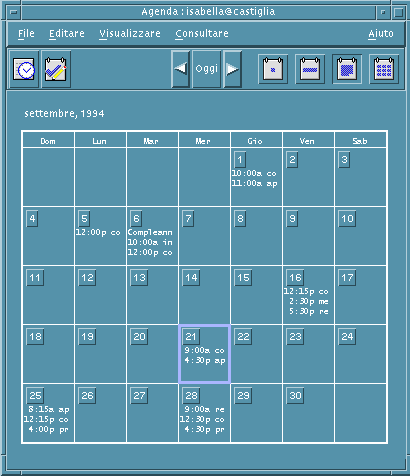 Agenda : isabella@castiglia
File Editare Visualizzare Consultare Aiuto
Oggi
settembre, 1994
Dom Lun Mar Mer Gio Ven Sab
1 2 3
10:00a co
11:00a ap
4 5 6 7 8 9 10
12:00p co Compleann
10:00a in
12:00p co
11 12 13 14 15 16 17
12:15p co
2:30p me
5:30p re
18 19 20 21 22 23 24
9:00a co
4:30p ap
25 26 27 28 29 30
8:15a ap 9:00a re
12:15p co 12:30p co
4:00p pr 4:30p pr